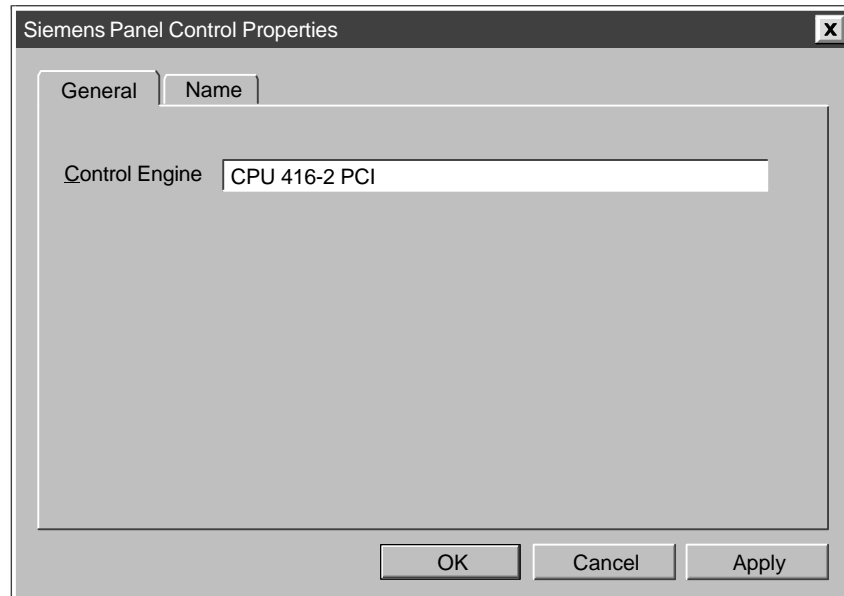 Siemens Panel Control Properties
General Name
Control Engine CPU 416-2 PCI
OK Cancel Apply